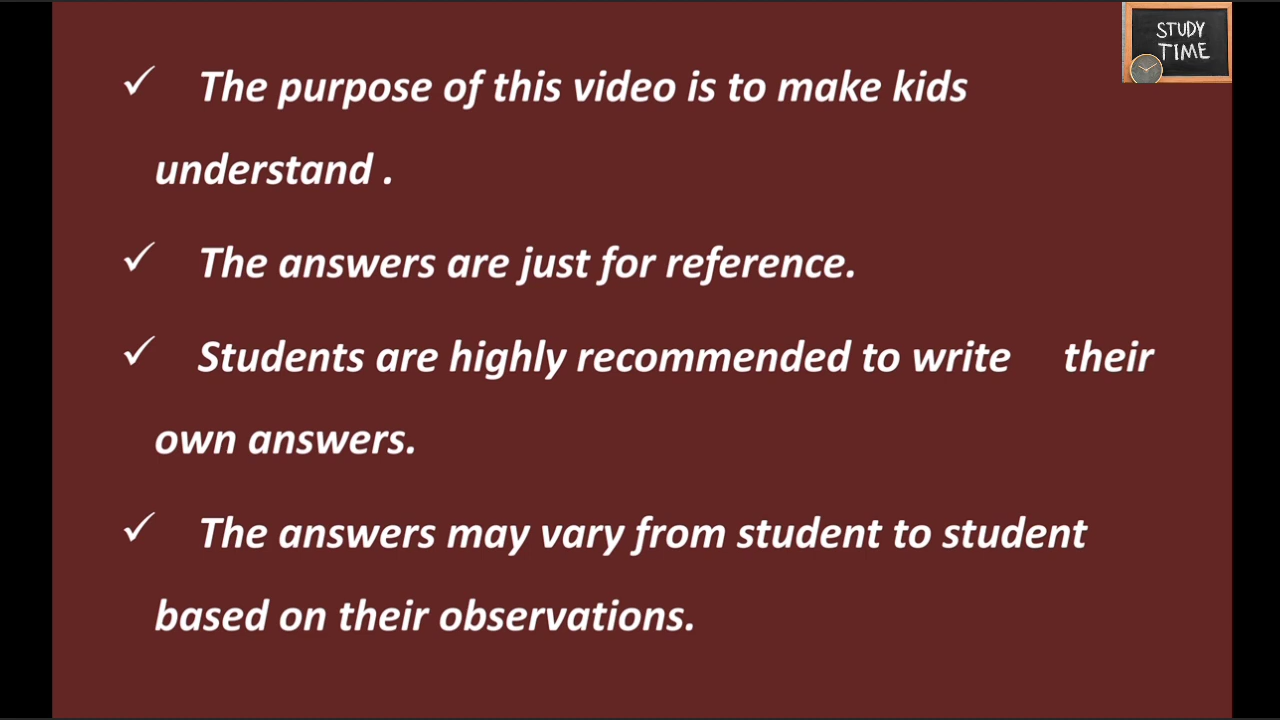 STUDY
TIME
✓ The purpose of this video is to make kids
understand .
✓ The answers are just for reference.
✓ Students are highly recommended to write their
own answers.
✓ The answers may vary from student to student
based on their observations.